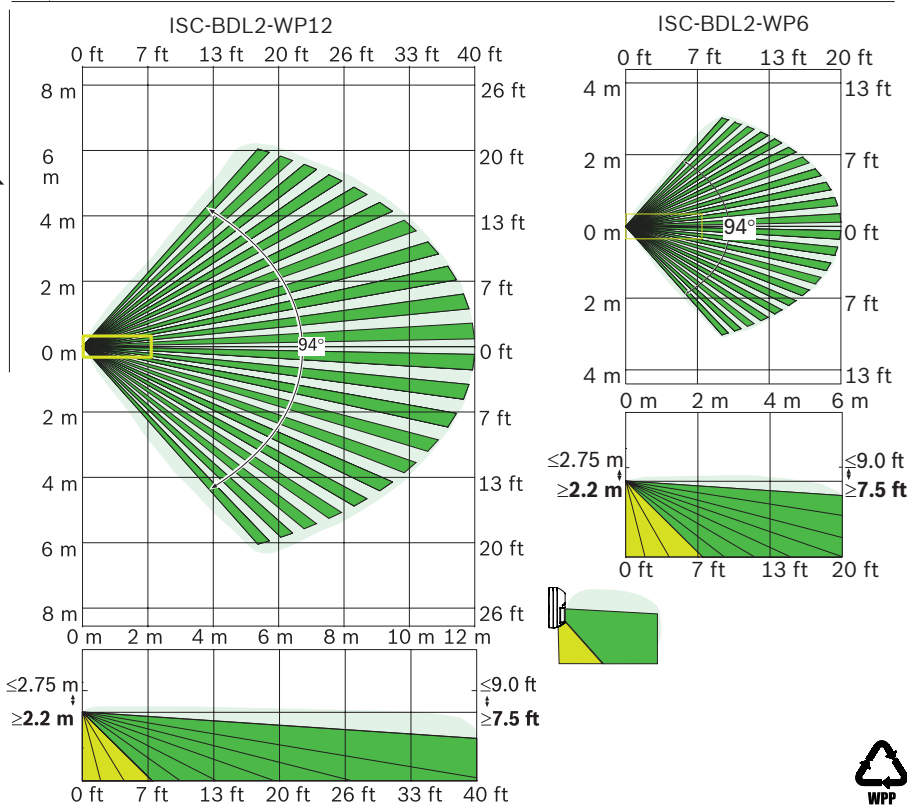 ISC-BDL2-WP12
0 ft 7 ft 13 ft 20 ft 26 ft 33 ft 40 ft
8 m 26 ft
6 m 20 ft
4 m 13 ft
2 m 7 ft
94°
0 m 0 ft
2 m 7 ft
4 m 13 ft
6 m 20 ft
8 m 26 ft
0 m 2 m 4 m 6 m 8 m 10 m 12 m
≤2.75 m ≤9.0 ft
≥2.2 m ≥7.5 ft
0 ft 7 ft 13 ft 20 ft 26 ft 33 ft 40 ft
ISC-BDL2-WP6
0 ft 7 ft 13 ft 20 ft
4 m 13 ft
2 m 7 ft
94°
0 m 0 ft
2 m 7 ft
4 m 13 ft
0 m 2 m 4 m 6 m
≤2.75 m ≤9.0 ft
≥2.2 m ≥7.5 ft
0 ft 7 ft 13 ft 20 ft
WPP